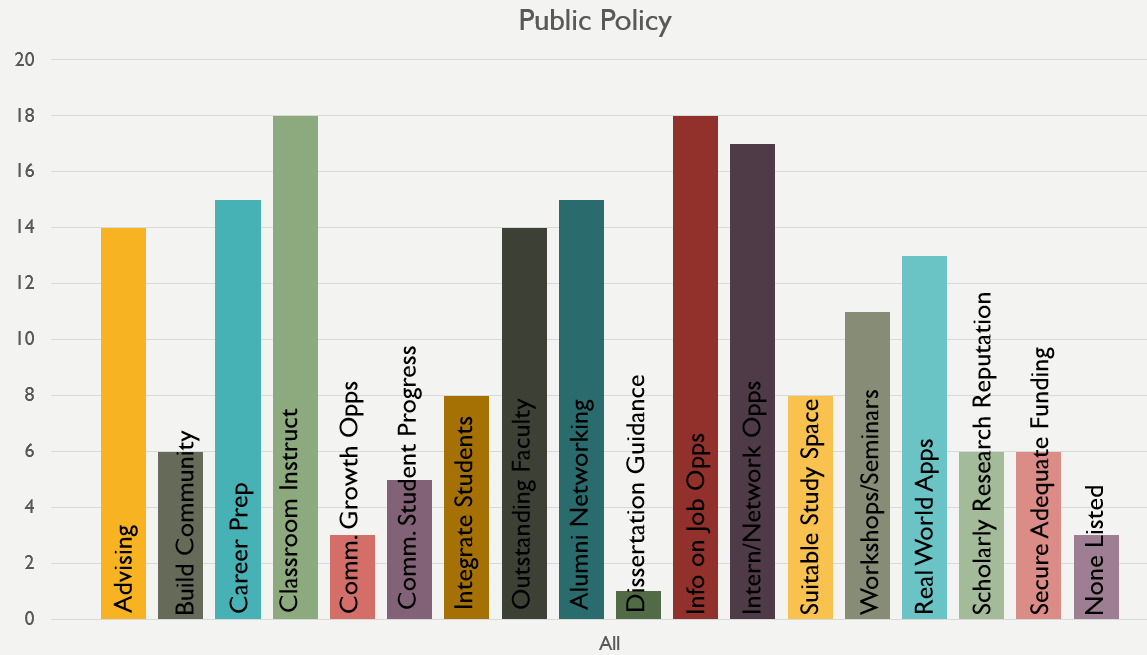 Public Policy
20
18
16
14
12
10
8
6
4
2
0
Advising
Build Community
Career Prep
Classroom Instruct
Comm. Growth Opps
Comm. Student Progress
Integrate Students
Outstanding Faculty
Alumni Networking
Dissertation Guidance
Info on Job Opps
Intern/Network Opps
Suitable Study Space
Workshops/Seminars
Real World Apps
Scholarly Research Reputation
Secure Adequate Funding
None Listed
All